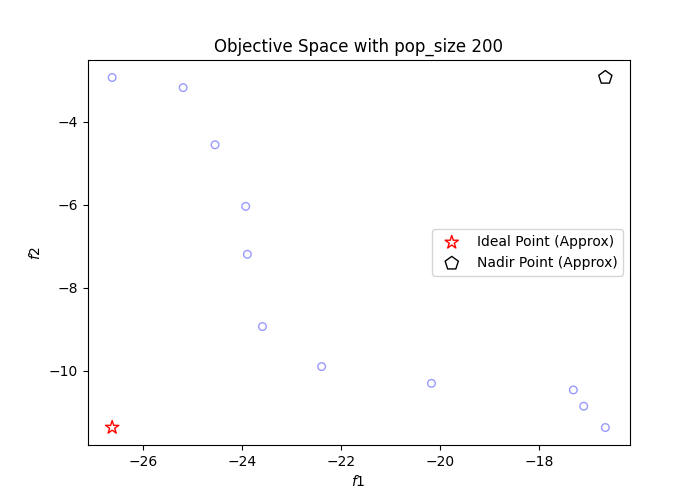 Objective Space with pop_size 200
f2
−4
−6
−8
−10
Ideal Point (Approx)
Nadir Point (Approx)
−26
−24
−22
−20
−18
f1